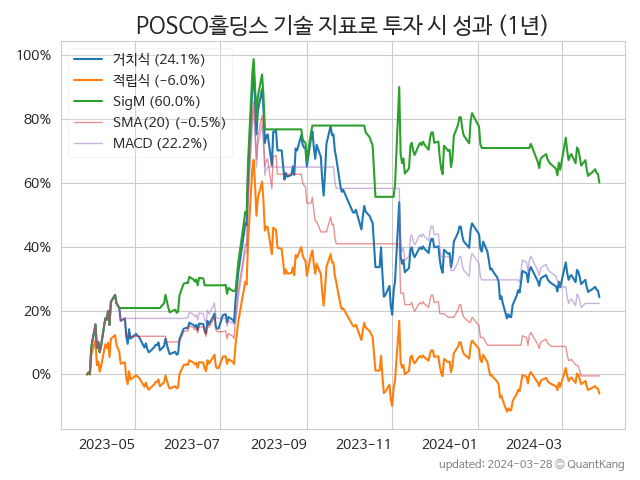 POSCO홀딩스 기술 지표로 투자 시 성과 (1년)
거치식 (24.1%)
적립식 (−6.0%)
SigM (60.0%)
SMA(20) (−0.5%)
MACD (22.2%)
100%
80%
60%
40%
20%
0%
2023-05 2023-07 2023-09 2023-11 2024-01 2024-03
updated: 2024-03-28 © QuantKang